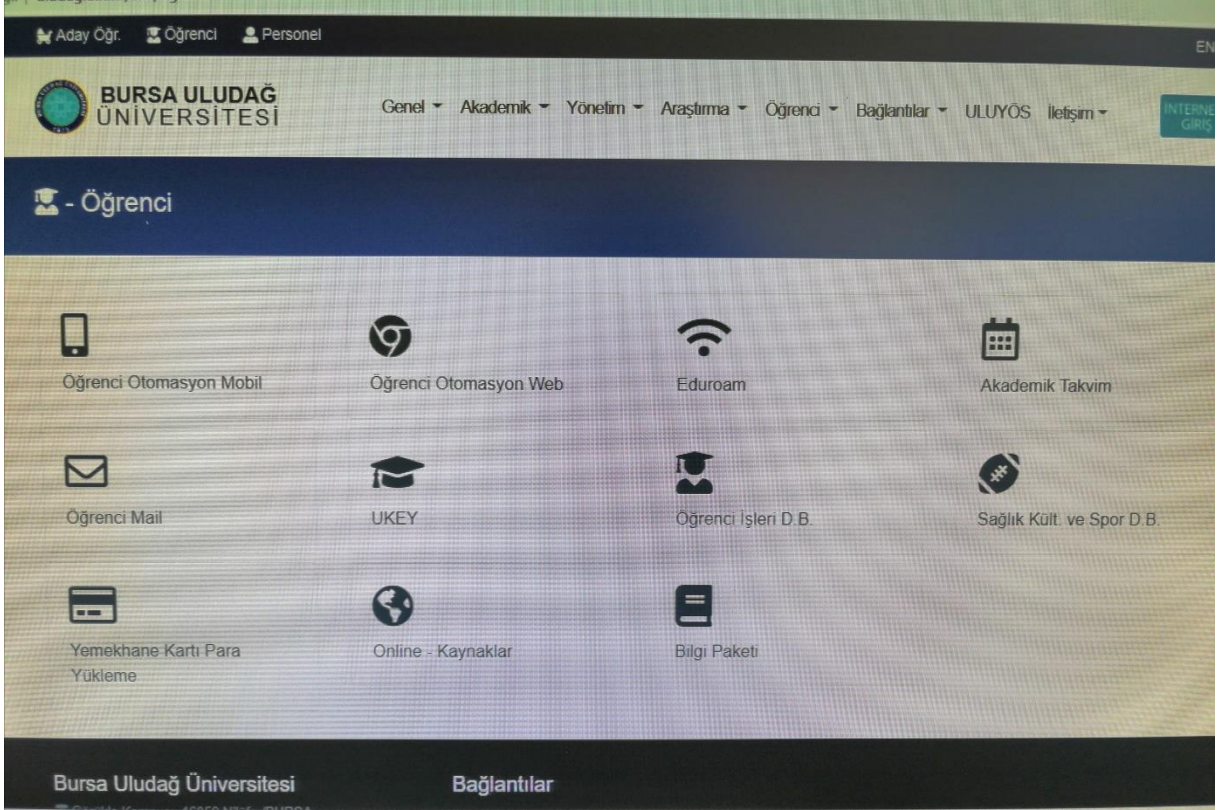 Aday Öğr. Öğrenci Personel
EN
BURSA ULUDAĞ
ÜNİVERSİTESİ
Genel Akademik Yönetim Araştırma Öğrenci Bağlantılar ULUYÖS İletişim
GİRİŞ
- Öğrenci
Öğrenci Otomasyon Mobil
Öğrenci Otomasyon Web
Eduroam
Akademik Takvim
Öğrenci Mail
UKEY
Öğrenci İşleri D.B.
Sağlık Kült. ve Spor D.B.
Yemekhane Kartı Para
Yükleme
Online - Kaynaklar
Bilgi Paketi
Bursa Uludağ Üniversitesi
Bağlantılar